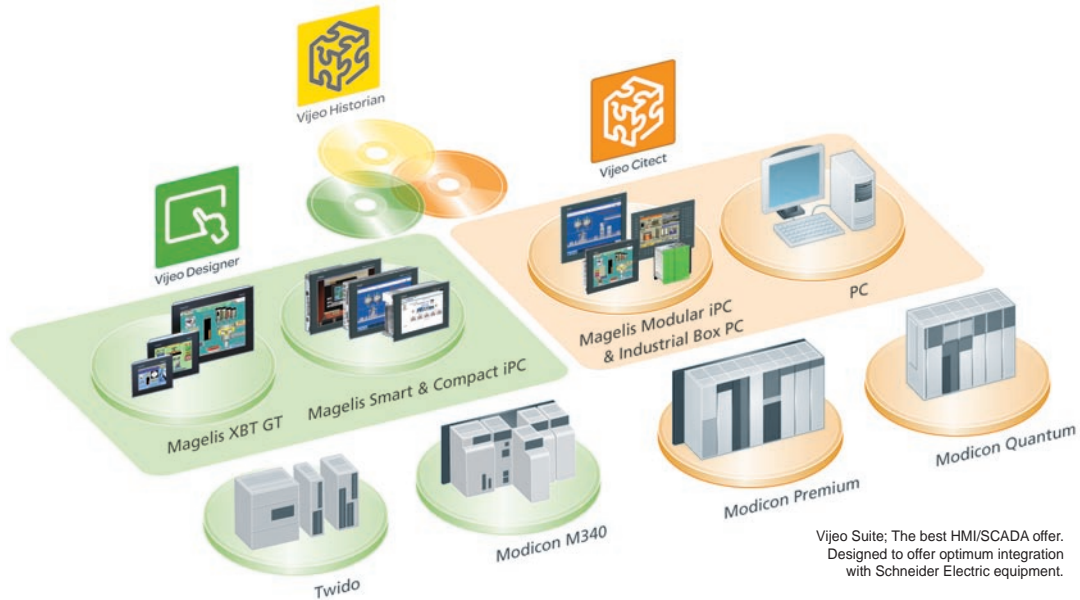 Vijeo Historian
Vijeo Citect
Vijeo Designer
PC
Magelis Modular iPC
& Industrial Box PC
Magelis Smart & Compact iPC
Magelis XBT GT
Modicon Quantum
Modicon Premium
Modicon M340
Twido
Vijeo Suite; The best HMI/SCADA offer.
Designed to offer optimum integration
with Schneider Electric equipment.